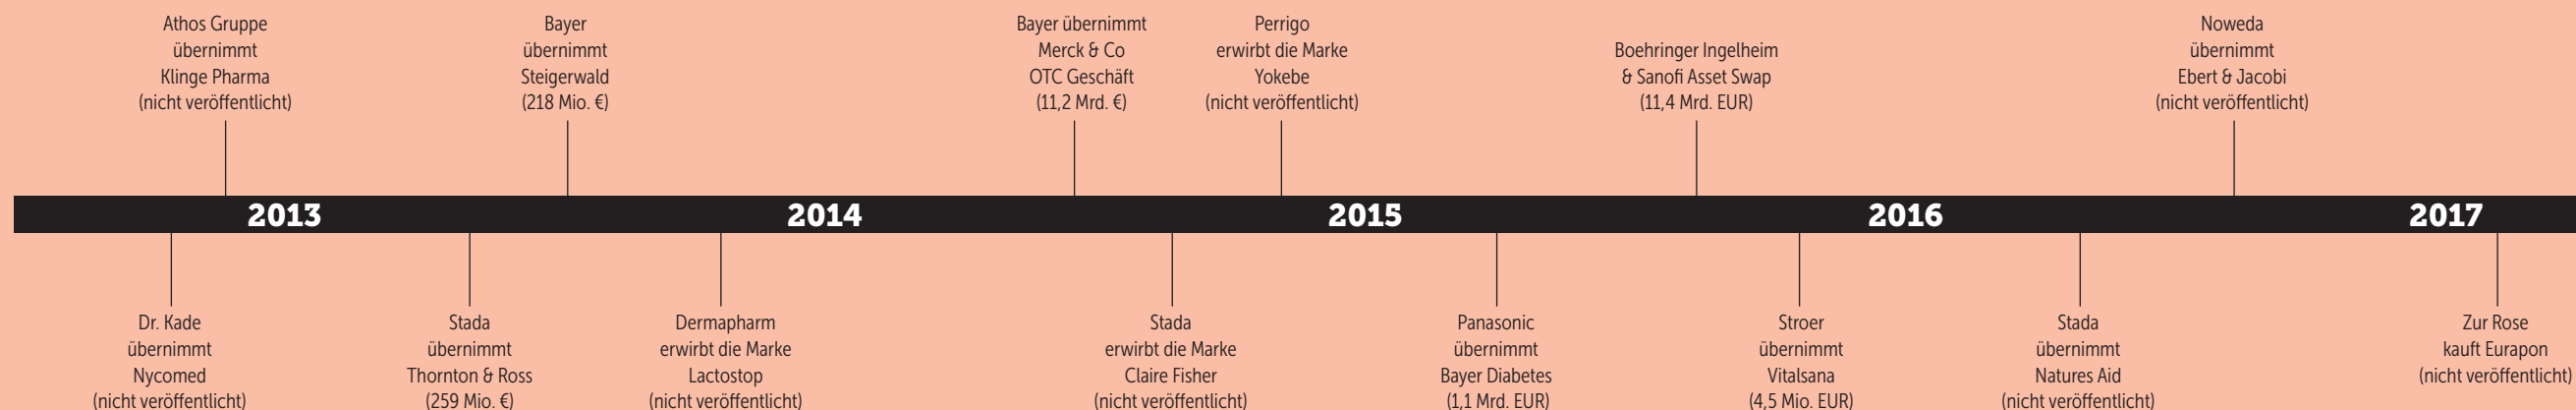 Athos Gruppe
übernimmt
Klinge Pharma
(nicht veröffentlicht)
Bayer
übernimmt
Steigerwald
(218 Mio. €)
Bayer übernimmt
Merck & Co
OTC Geschäft
(11,2 Mrd. €)
Perrigo
erwirbt die Marke
Yokebe
(nicht veröffentlicht)
Boehringer Ingelheim
& Sanofi Asset Swap
(11,4 Mrd. EUR)
Noweda
übernimmt
Ebert & Jacobi
(nicht veröffentlicht)
2013 2014 2015 2016 2017
Dr. Kade
übernimmt
Nycomed
(nicht veröffentlicht)
Stada
übernimmt
Thornton & Ross
(259 Mio. €)
Dermapharm
erwirbt die Marke
Lactostop
(nicht veröffentlicht)
Stada
erwirbt die Marke
Claire Fisher
(nicht veröffentlicht)
Panasonic
übernimmt
Bayer Diabetes
(1,1 Mrd. EUR)
Stroer
übernimmt
Vitalsana
(4,5 Mio. EUR)
Stada
übernimmt
Natures Aid
(nicht veröffentlicht)
Zur Rose
kauft Eurapon
(nicht veröffentlicht)